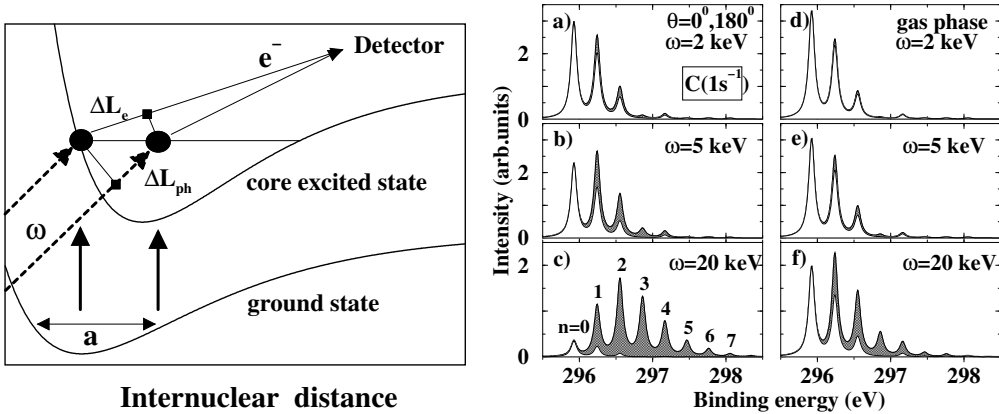 e⁻
Detector
ΔLₑ
ΔLₚₕ
core excited state
ω
ground state
a
Internuclear distance
Intensity (arb.units)
a)
θ=0⁰,180⁰
ω=2 keV
C(1s⁻¹)
2
0
b)
ω=5 keV
2
0
c)
ω=20 keV
n=0
1
2
3
4
5
6
7
2
0
296
297
298
d)
gas phase
ω=2 keV
e)
ω=5 keV
f)
ω=20 keV
296
297
298
Binding energy (eV)